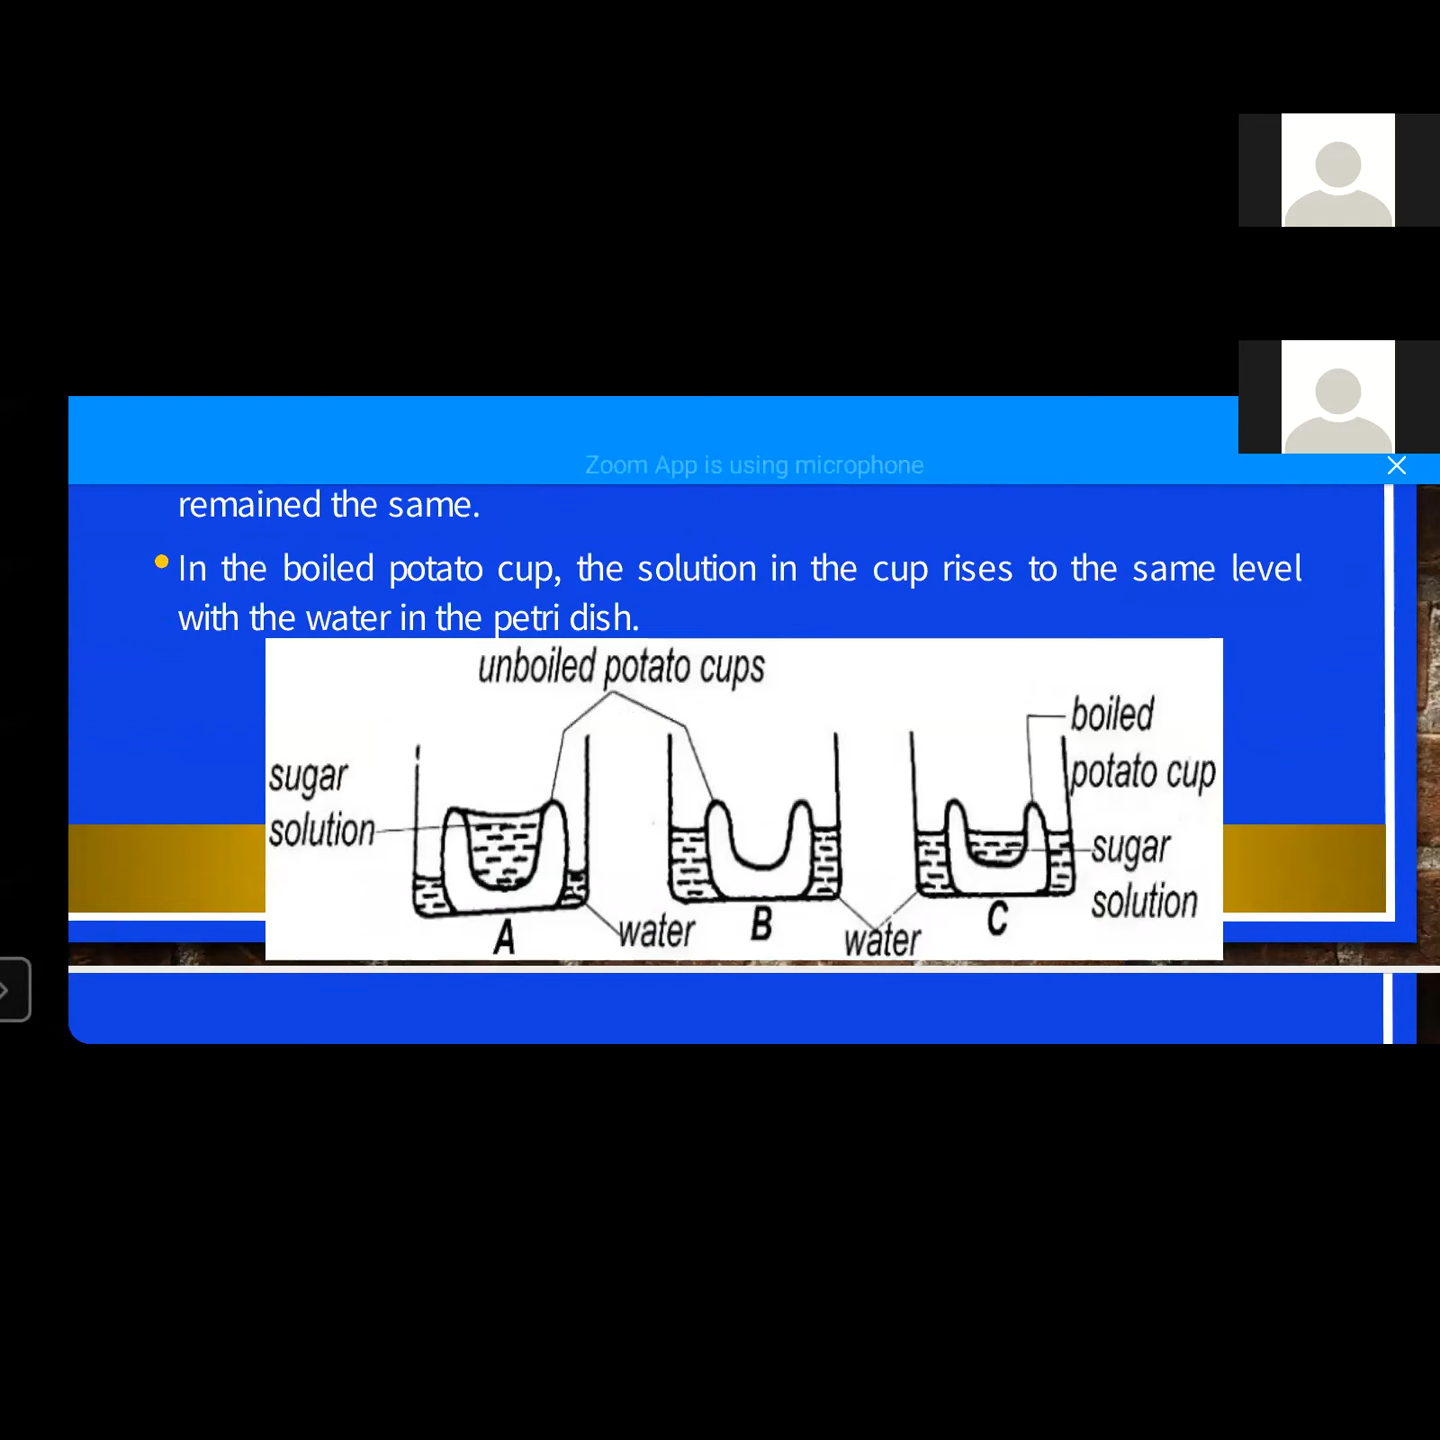 Zoom App is using microphone
remained the same.
In the boiled potato cup, the solution in the cup rises to the same level
with the water in the petri dish.
unboiled potato cups
boiled
potato cup
sugar
solution
sugar
solution
A
water
B
water
C